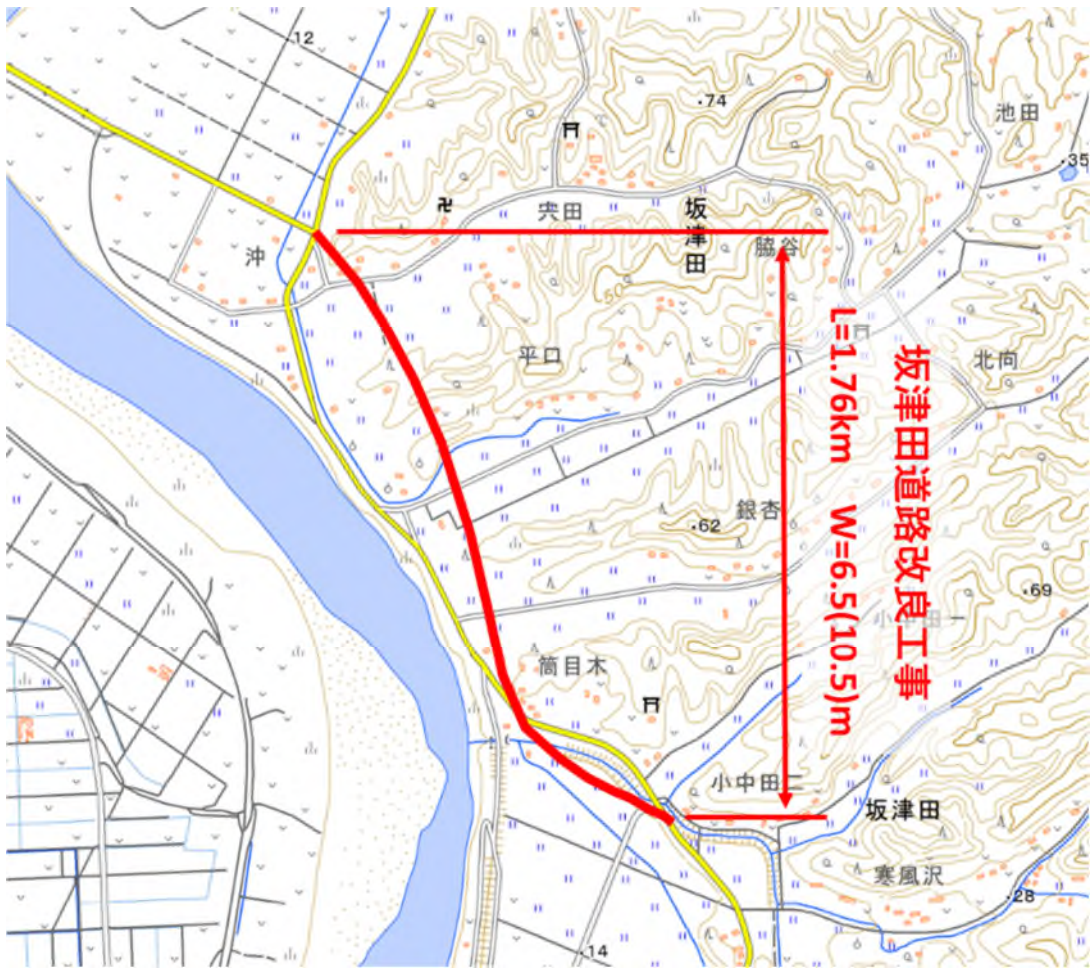 12
74
池田
35
宍田
坂津田
脇谷
沖
50
平口
北向
坂津田道路改良工事
L=1.76km W=6.5(10.5)m
銀杏
62
69
小中田一
筒目木
小中田二
坂津田
寒風沢
28
14